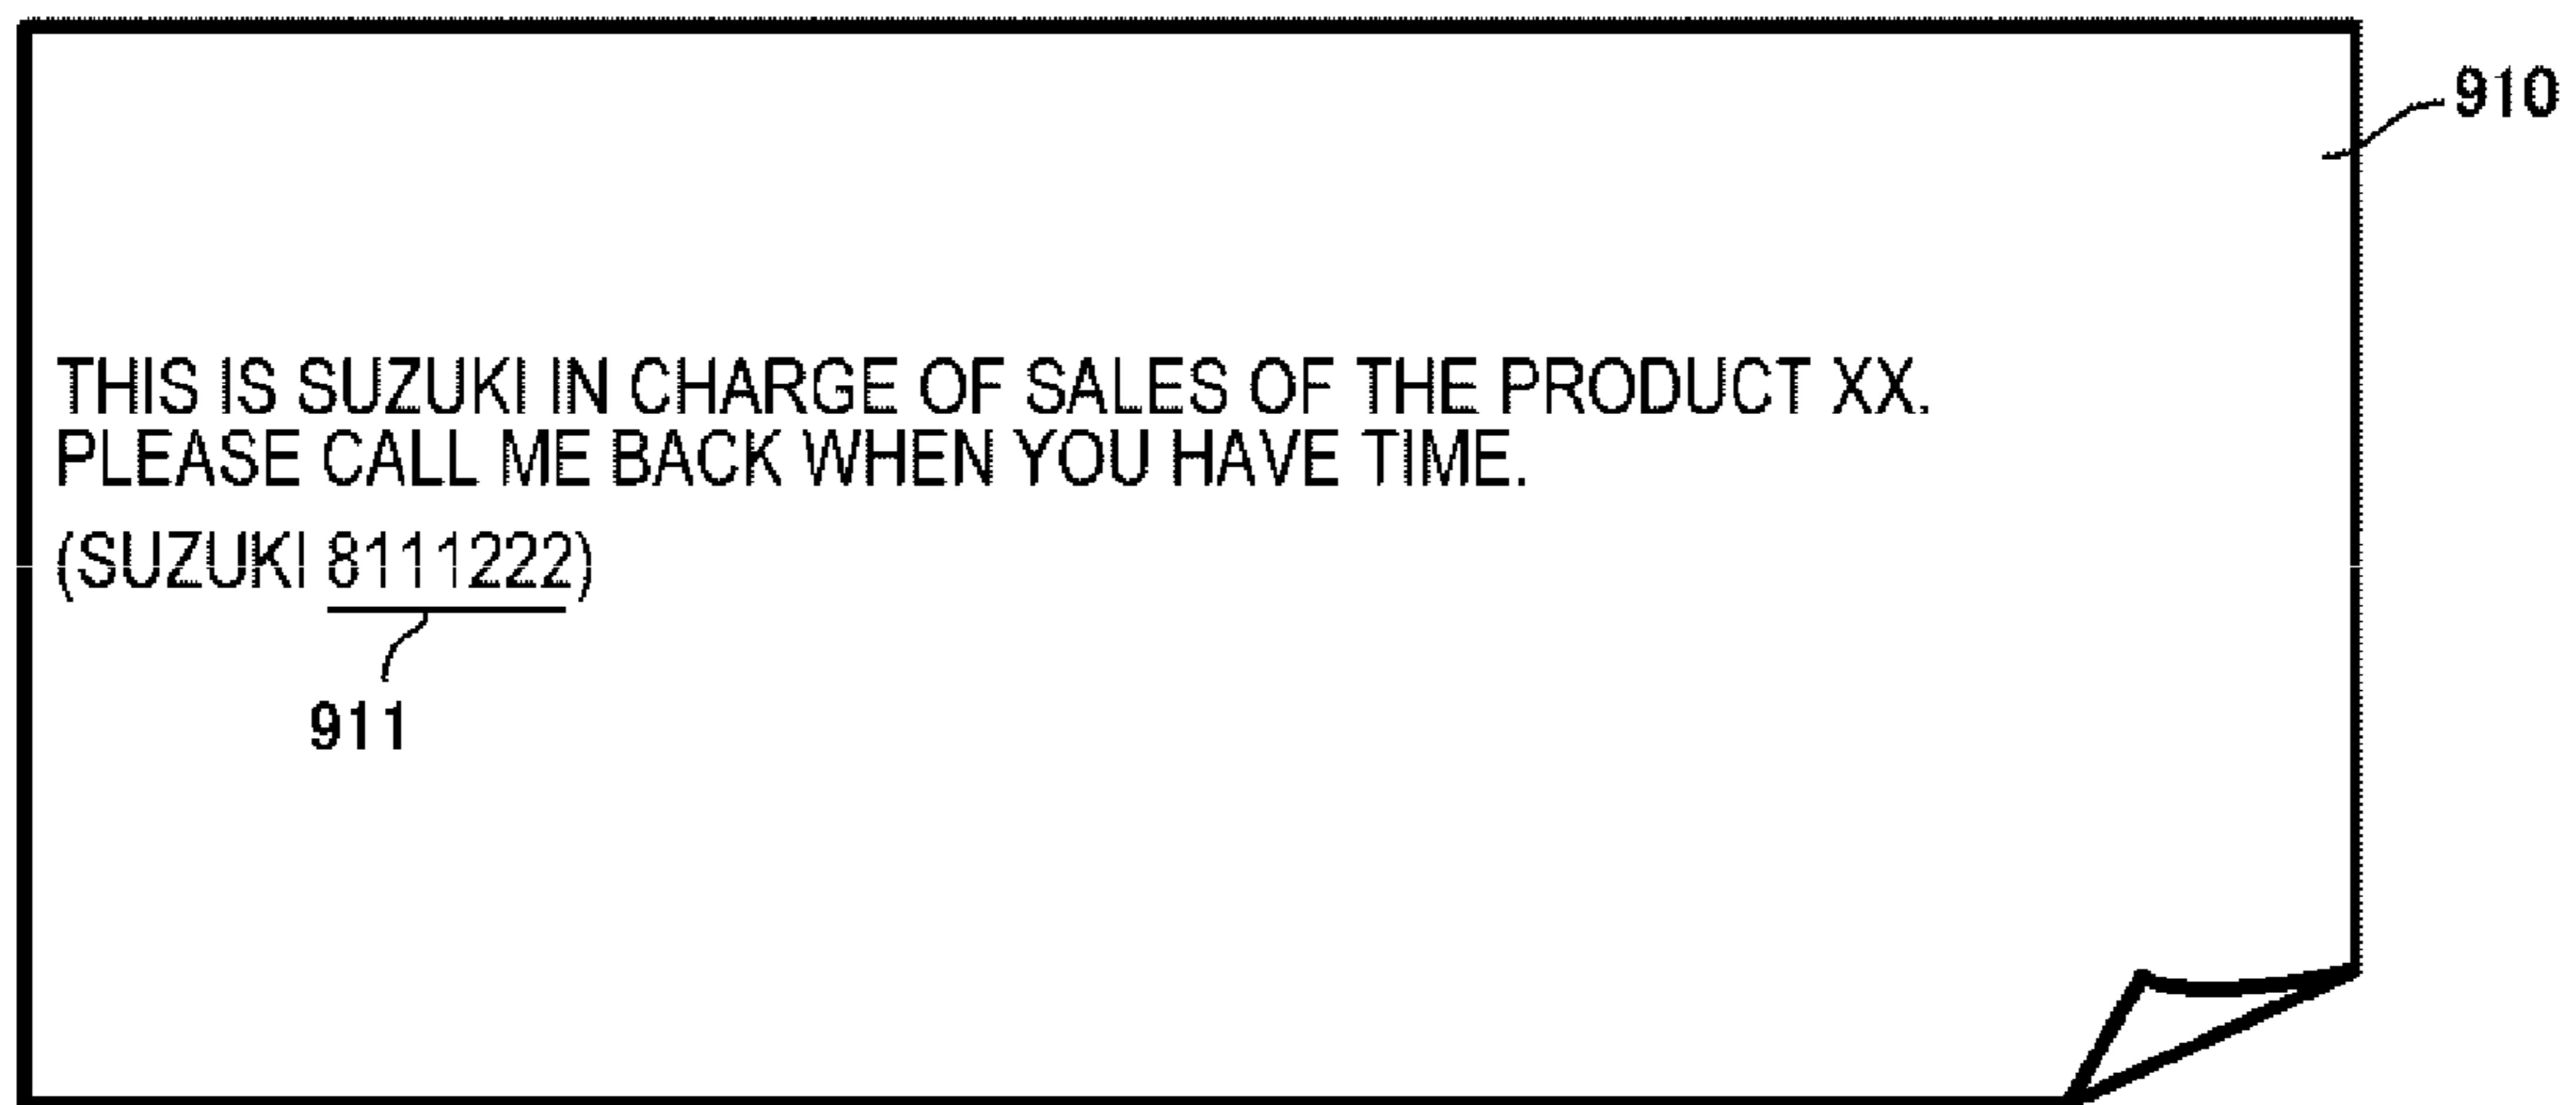 910
THIS IS SUZUKI IN CHARGE OF SALES OF THE PRODUCT XX.
PLEASE CALL ME BACK WHEN YOU HAVE TIME.
(SUZUKI 8111222)
911